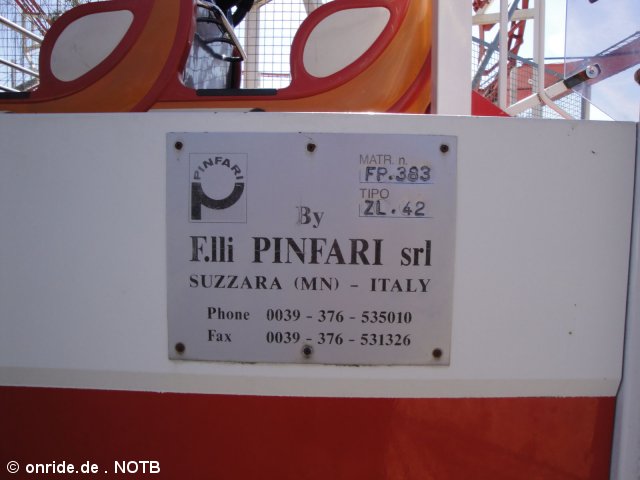 PINFARI
MATR. n.
FP.383
TIPO
ZL.42
By
F.lli PINFARI srl
SUZZARA (MN) - ITALY
Phone 0039 - 376 - 535010
Fax 0039 - 376 - 531326
© onride.de . NOTB